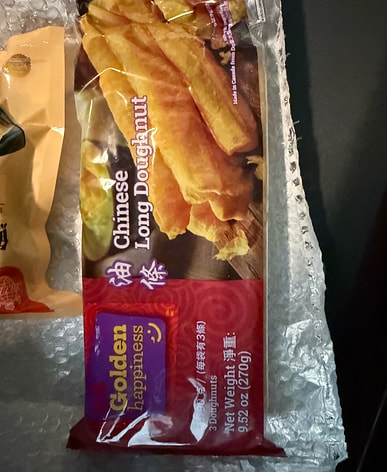 Made in Canada
油條
Chinese
Long Doughnut
Golden
happiness
3 Doughnuts
(每袋有3條)
Net Weight 淨重:
9.52 oz (270g)